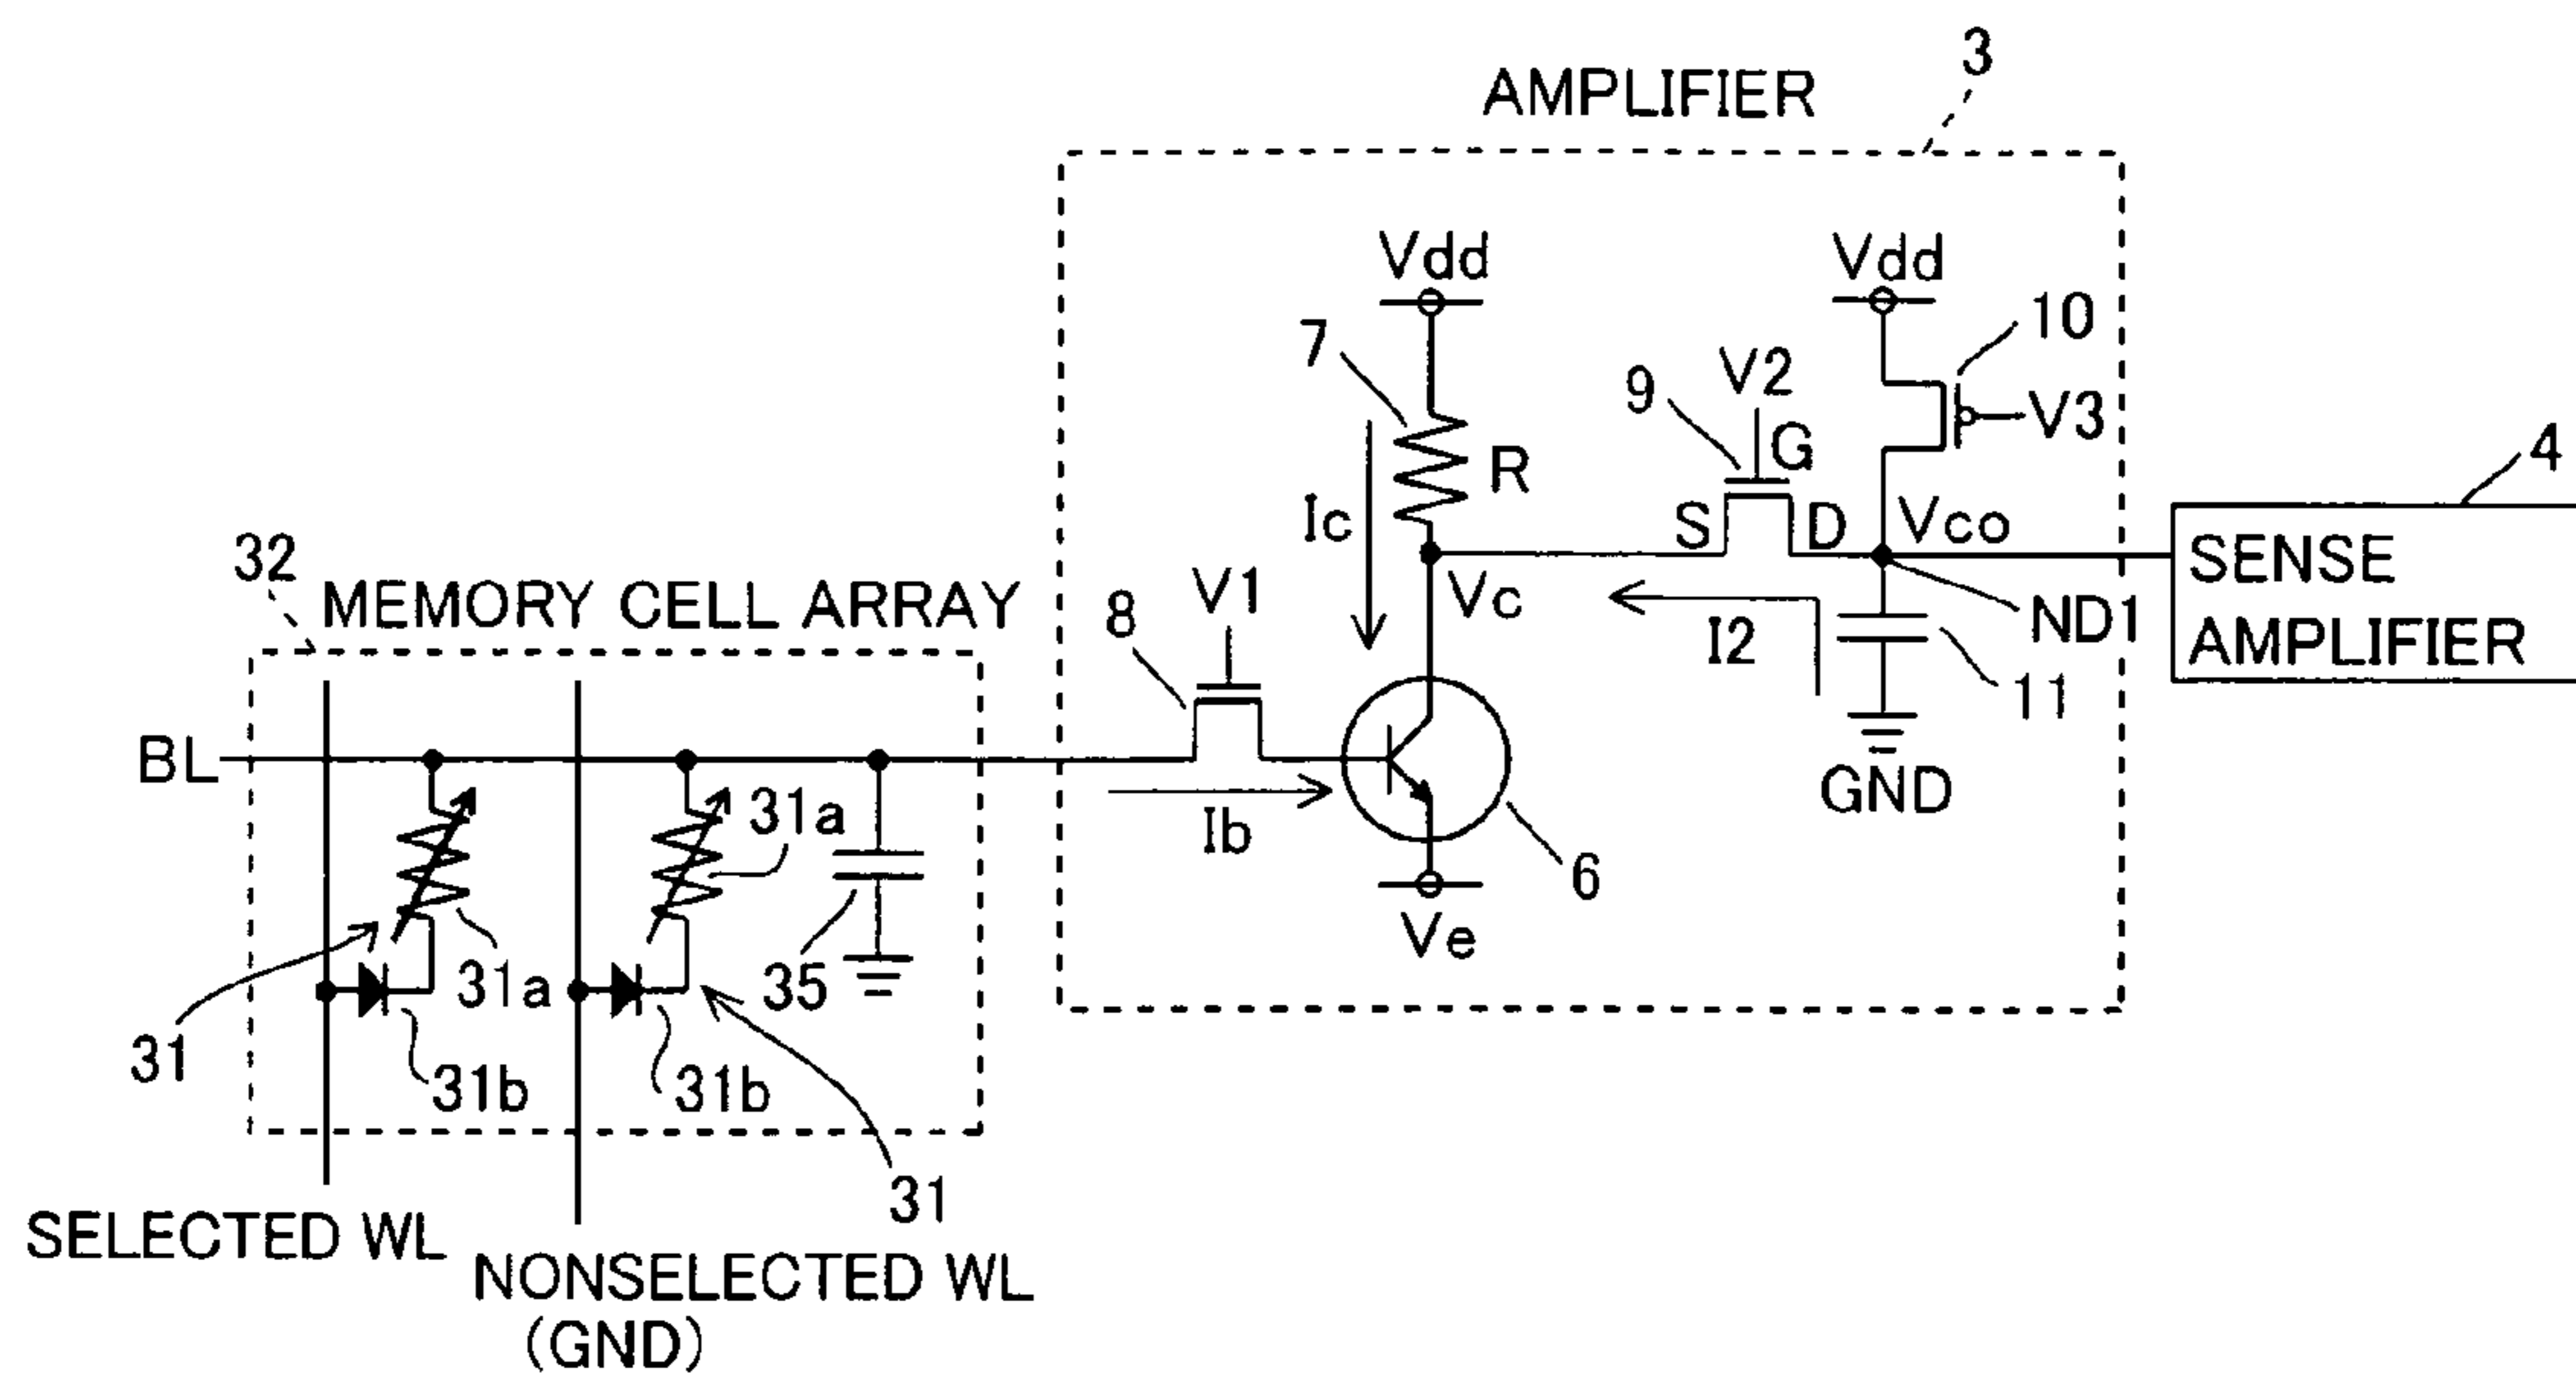 3
AMPLIFIER
Vdd
Vdd
10
7
V2
9
G
V3
R
4
Ic
S
D
Vco
SENSE
AMPLIFIER
32
MEMORY CELL ARRAY
V1
8
Vc
I2
ND1
11
BL
GND
31a
Ib
6
Ve
31a
35
31
31b
31b
31
SELECTED WL
NONSELECTED WL
(GND)